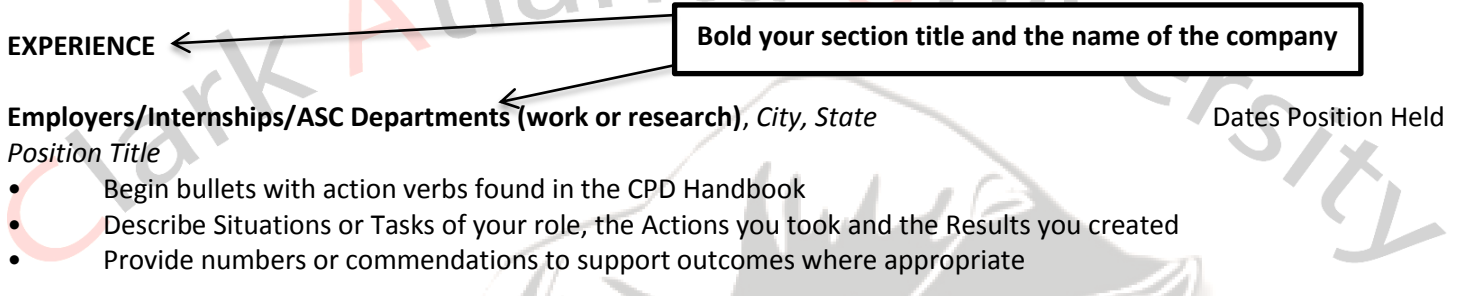 Clark Atlanta University
Bold your section title and the name of the company
EXPERIENCE
Employers/Internships/ASC Departments (work or research), City, State Dates Position Held
Position Title
• Begin bullets with action verbs found in the CPD Handbook
• Describe Situations or Tasks of your role, the Actions you took and the Results you created
• Provide numbers or commendations to support outcomes where appropriate